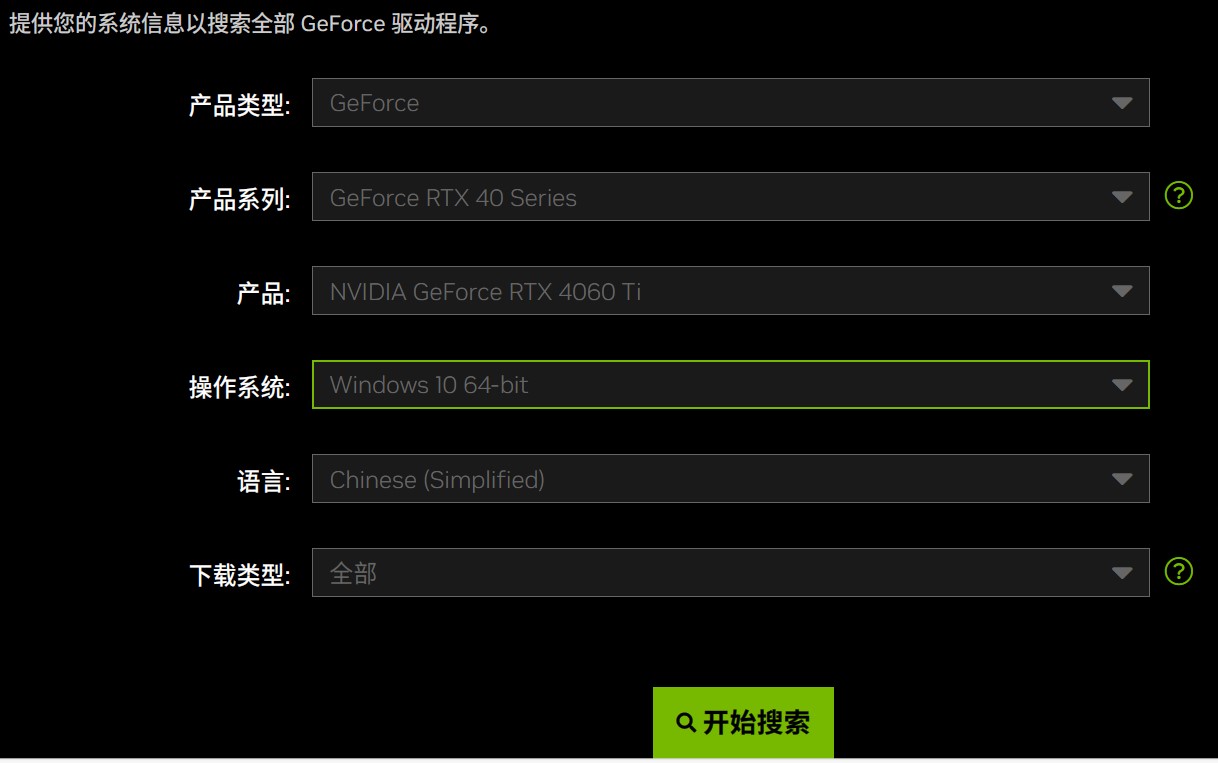 提供您的系统信息以搜索全部 GeForce 驱动程序。
产品类型: GeForce
产品系列: GeForce RTX 40 Series ?
产品: NVIDIA GeForce RTX 4060 Ti
操作系统: Windows 10 64-bit
语言: Chinese (Simplified)
下载类型: 全部 ?
开始搜索